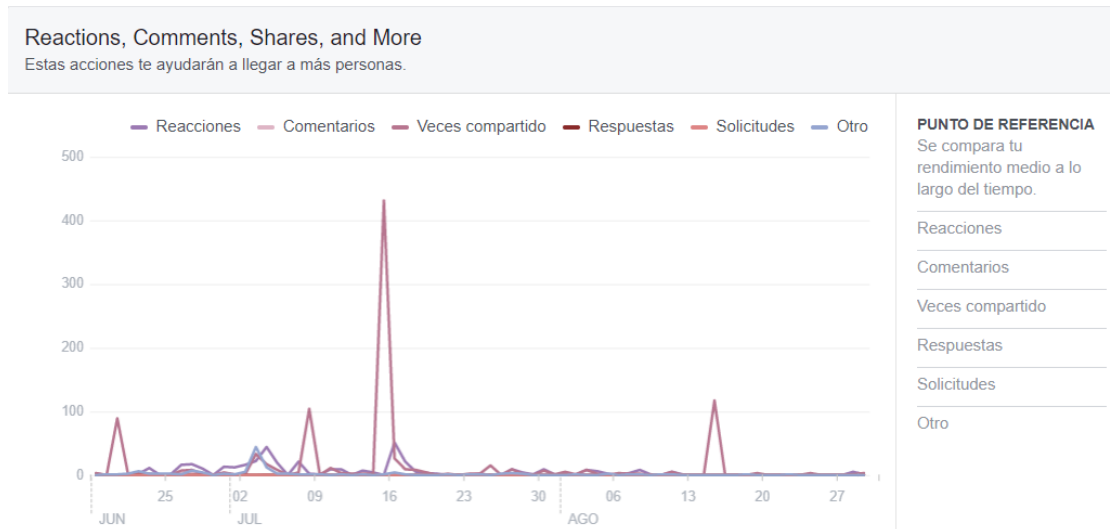 Reactions, Comments, Shares, and More
Estas acciones te ayudarán a llegar a más personas.
Reacciones Comentarios Veces compartido Respuestas Solicitudes Otro
500
400
300
200
100
0
25 02 09 16 23 30 06 13 20 27
JUN JUL AGO
PUNTO DE REFERENCIA
Se compara tu
rendimiento medio a lo
largo del tiempo.
Reacciones
Comentarios
Veces compartido
Respuestas
Solicitudes
Otro